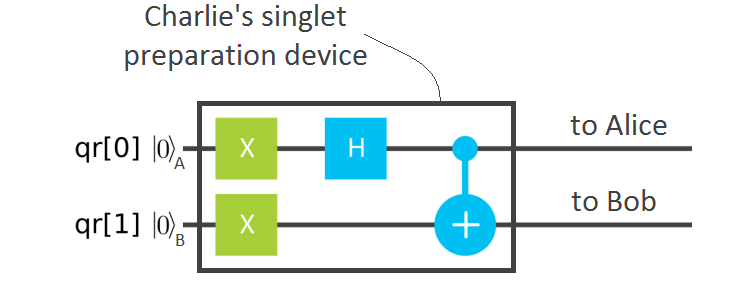 Charlie's singlet
preparation device
qr[0] |0⟩A X H to Alice
qr[1] |0⟩B X + to Bob